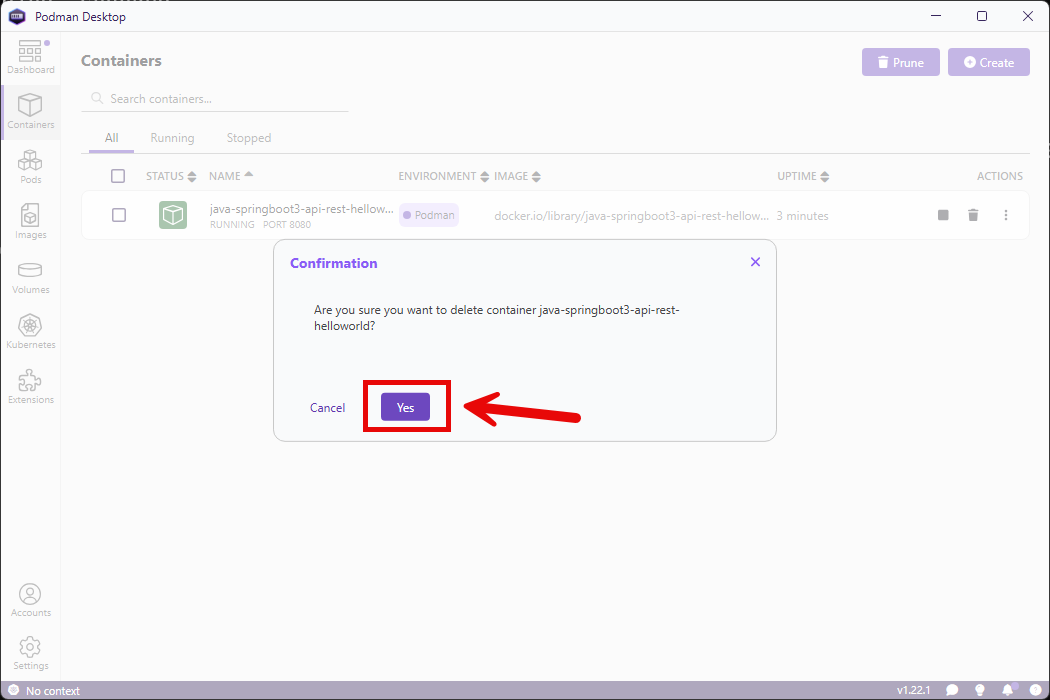 Podman Desktop
Dashboard
Containers
Pods
Images
Volumes
Kubernetes
Extensions
Accounts
Settings
Containers
Prune
Create
Search containers...
All Running Stopped
STATUS NAME ENVIRONMENT IMAGE UPTIME ACTIONS
java-springboot3-api-rest-hellow... Podman docker.io/library/java-springboot3-api-rest-hellow... 3 minutes
RUNNING PORT 8080
Confirmation
Are you sure you want to delete container java-springboot3-api-rest-
helloworld?
Cancel Yes
No context v1.22.1